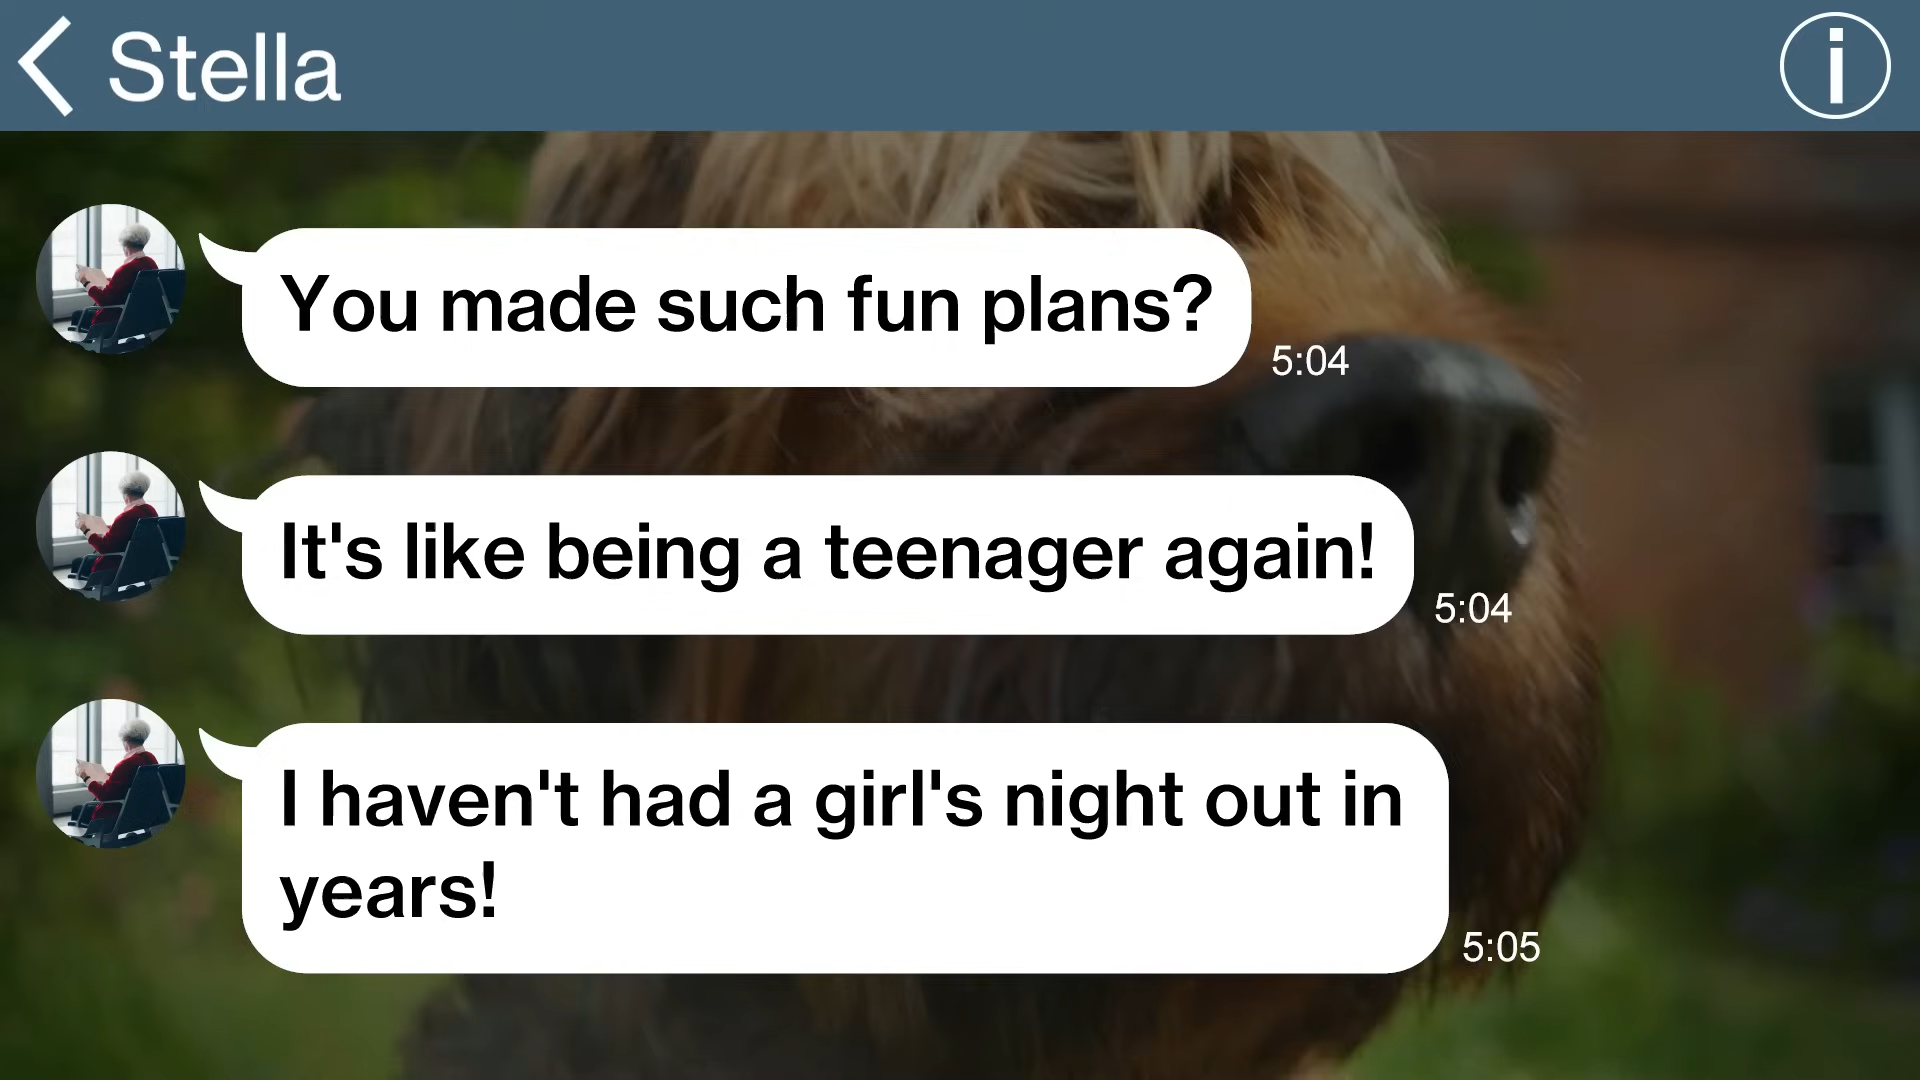 Stella
You made such fun plans?
5:04
It's like being a teenager again!
5:04
I haven't had a girl's night out in
years!
5:05